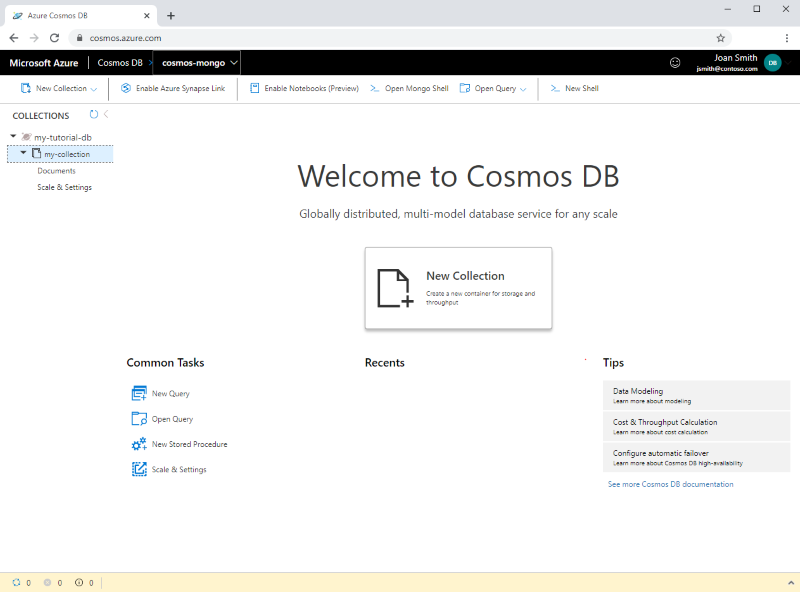 Azure Cosmos DB
cosmos.azure.com
Microsoft Azure Cosmos DB cosmos-mongo
Joan Smith
jsmith@contoso.com
DB
New Collection Enable Azure Synapse Link Enable Notebooks (Preview) Open Mongo Shell Open Query New Shell
COLLECTIONS
my-tutorial-db
my-collection
Documents
Scale & Settings
Welcome to Cosmos DB
Globally distributed, multi-model database service for any scale
New Collection
Create a new container for storage and
throughput
Common Tasks
New Query
Open Query
New Stored Procedure
Scale & Settings
Recents
Tips
Data Modeling
Learn more about modeling
Cost & Throughput Calculation
Learn more about cost calculation
Configure automatic failover
Learn more about Cosmos DB high-availability
See more Cosmos DB documentation
0 0 0